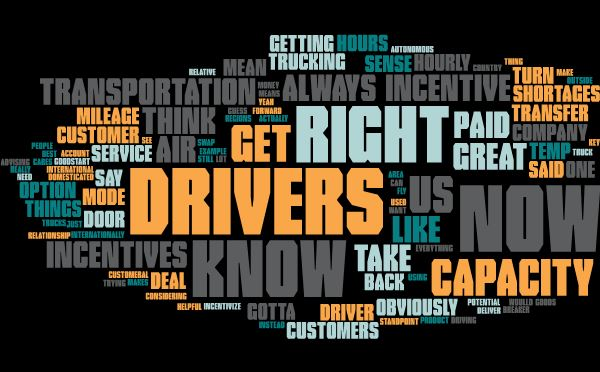 GETTING HOURS AUTONOMOUS
TRUCKING SENSE HOURLY COUNTRY THING
RELATIVE MEAN TURN MAKE
TRANSPORTATION MONEY ALWAYS INCENTIVE OUTSIDE
MEANS SHORTAGES
MILEAGE THINK GUESS YEAH RIGHT PAID TRANSFER
REGIONS FORWARD
CUSTOMER SEE ACTUALLY COMPANY
PEOPLE SWAP GET KEY
BEST ACCOUNT SERVICE AIR EXAMPLE GREAT TEMP TRUCK
ADVISING CARES GOODSTART STILL LOT
REALLY INTERNATIONAL SAY DRIVERS AREA SAID ONE
NEED DOMESTICATED CAN
OPTION MODE FLY US NOW
THINGS DOOR USED
TRUCKS JUST WANT LIKE
RELATIONSHIP INTERNATIONALLY EVERYTHING
INCENTIVES KNOW TAKE
CUSTOMERAL DEAL BACK USING CAPACITY
TRYING MAKES
CONSIDERING
HELPFUL INCENTIVIZE GOTTA DRIVER OBVIOUSLY POTENTIAL WOULLD GOODS
DELIVER BREAKER
INSTEAD CUSTOMERS STANDPOINT PRODUCT DRIVING